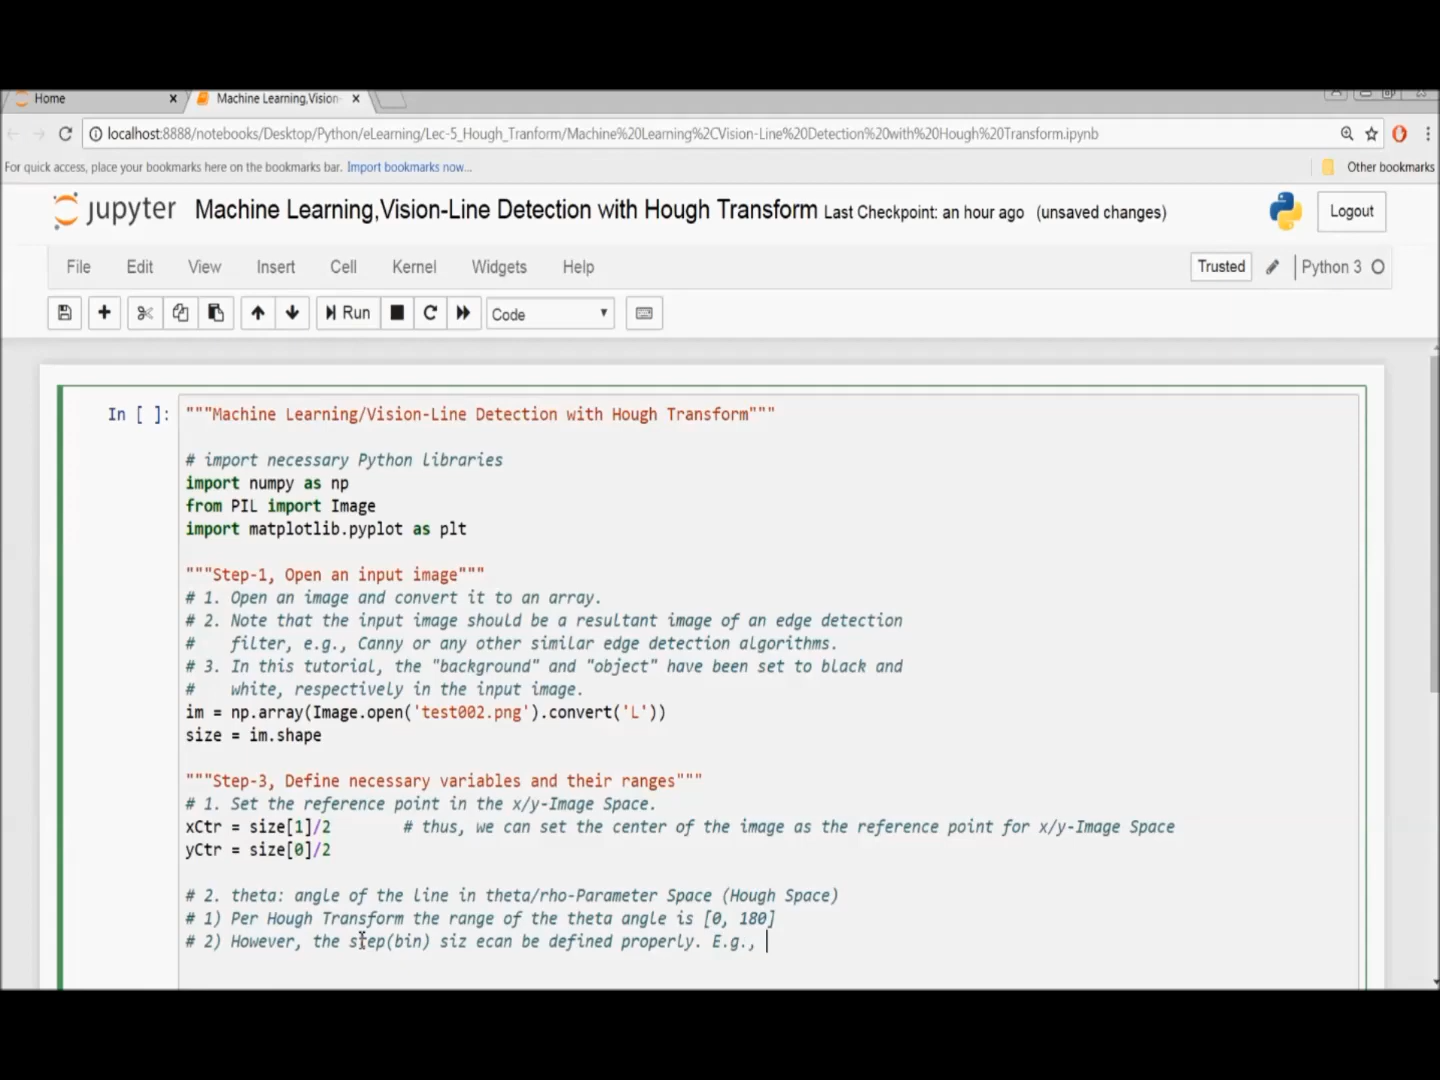 Home
Machine Learning,Vision-
localhost:8888/notebooks/Desktop/Python/eLearning/Lec-5_Hough_Tranform/Machine%20Learning%2CVision-Line%20Detection%20with%20Hough%20Transform.ipynb
For quick access, place your bookmarks here on the bookmarks bar. Import bookmarks now... Other bookmarks
jupyter Machine Learning,Vision-Line Detection with Hough Transform Last Checkpoint: an hour ago (unsaved changes) Logout
File Edit View Insert Cell Kernel Widgets Help Trusted Python 3
Run Code
In [ ]: """Machine Learning/Vision-Line Detection with Hough Transform"""
# import necessary Python Libraries
import numpy as np
from PIL import Image
import matplotlib.pyplot as plt
"""Step-1, Open an input image"""
# 1. Open an image and convert it to an array.
# 2. Note that the input image should be a resultant image of an edge detection
# filter, e.g., Canny or any other similar edge detection algorithms.
# 3. In this tutorial, the "background" and "object" have been set to black and
# white, respectively in the input image.
im = np.array(Image.open('test002.png').convert('L'))
size = im.shape
"""Step-3, Define necessary variables and their ranges"""
# 1. Set the reference point in the x/y-Image Space.
xCtr = size[1]/2 # thus, we can set the center of the image as the reference point for x/y-Image Space
yCtr = size[0]/2
# 2. theta: angle of the line in theta/rho-Parameter Space (Hough Space)
# 1) Per Hough Transform the range of the theta angle is [0, 180]
# 2) However, the step(bin) siz ecan be defined properly. E.g.,